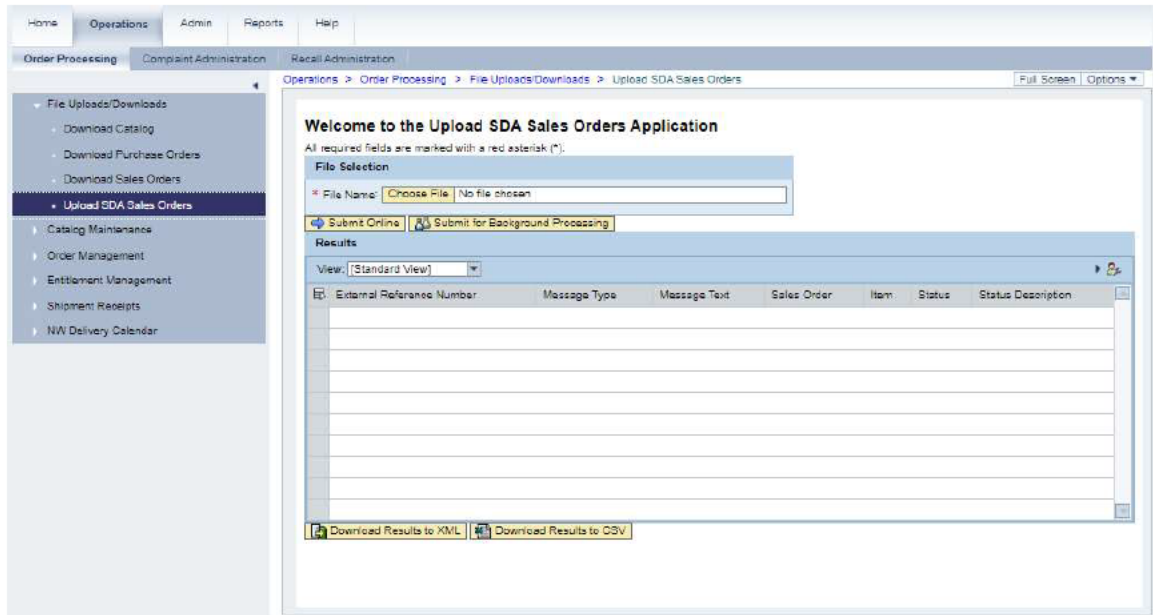 Home Operations Admin Reports Help
Order Processing Complaint Administration Recall Administration
Operations > Order Processing > File Uploads/Downloads > Upload SDA Sales Orders
Full Screen Options
File Uploads/Downloads
Download Catalog
Download Purchase Orders
Download Sales Orders
Upload SDA Sales Orders
Catalog Maintenance
Order Management
Entitlement Management
Shipment Receipts
NW Delivery Calendar
Welcome to the Upload SDA Sales Orders Application
All required fields are marked with a red asterisk (*).
File Selection
* File Name: Choose File No file chosen
Submit Online Submit for Background Processing
Results
View: [Standard View]
External Reference Number Message Type Message Text Sales Order Item Status Status Description
Download Results to XML Download Results to CSV